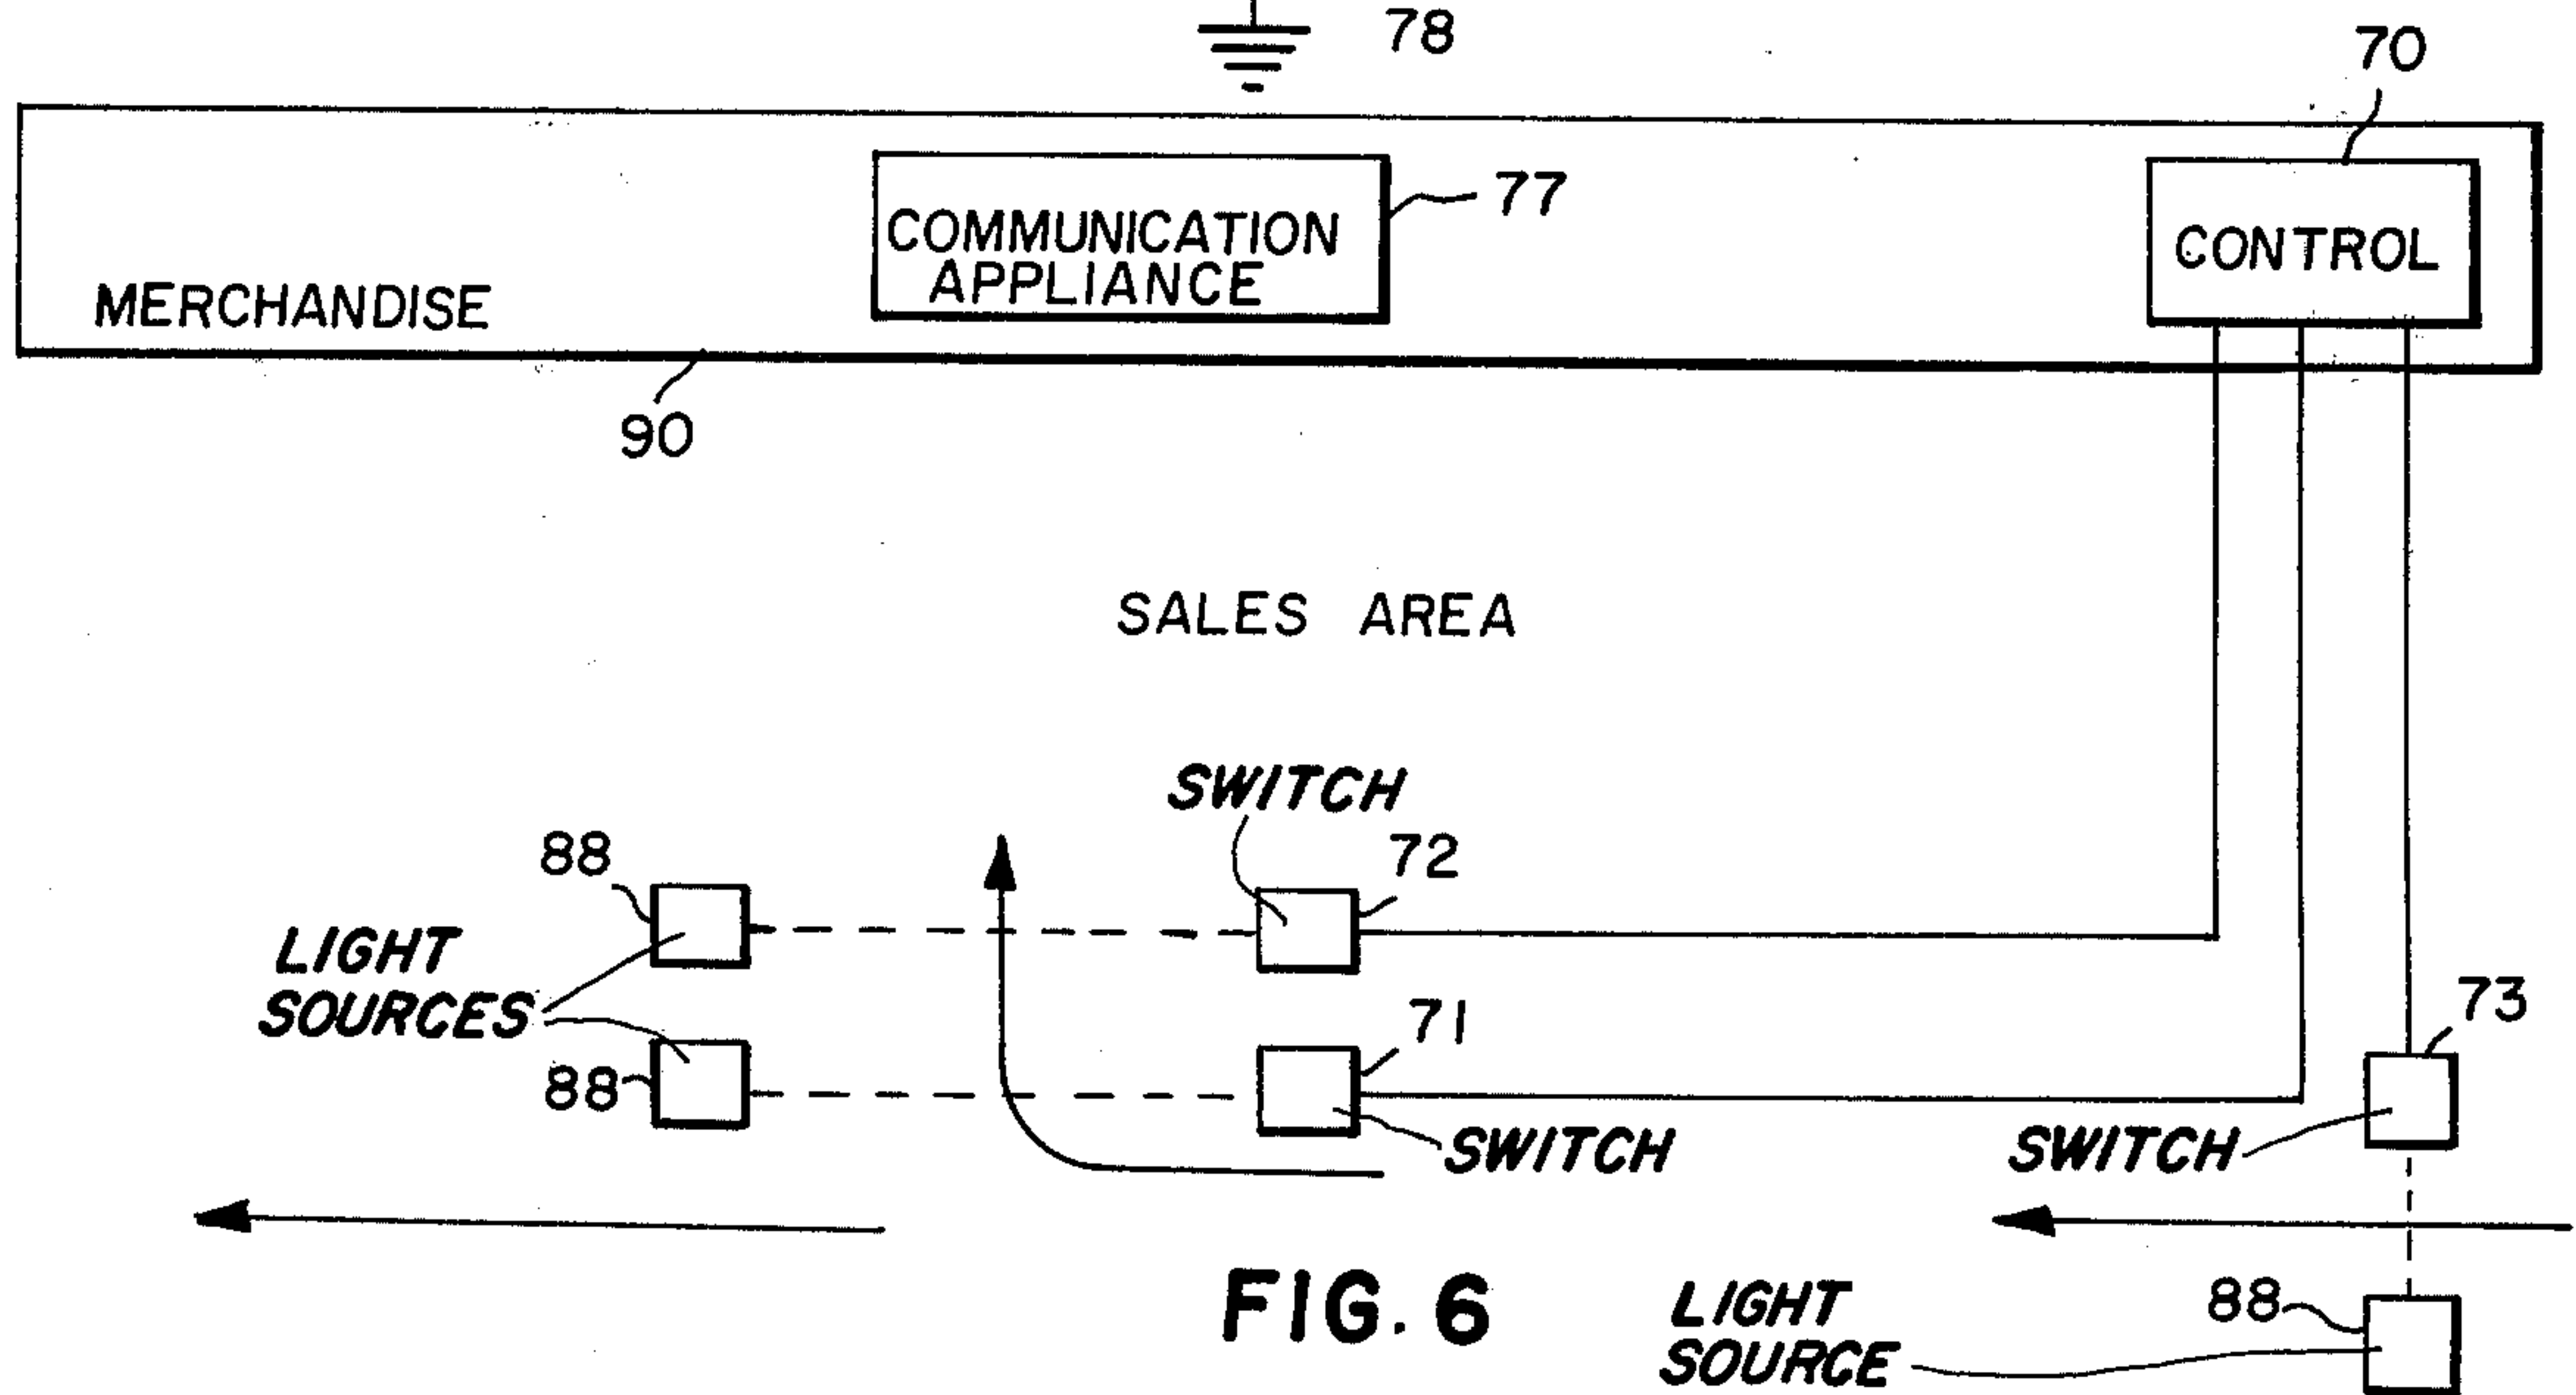 78
70
COMMUNICATION
APPLIANCE
77
CONTROL
MERCHANDISE
90
SALES AREA
SWITCH
72
88
LIGHT
SOURCES
88
71
SWITCH
73
SWITCH
FIG. 6
LIGHT
SOURCE
88